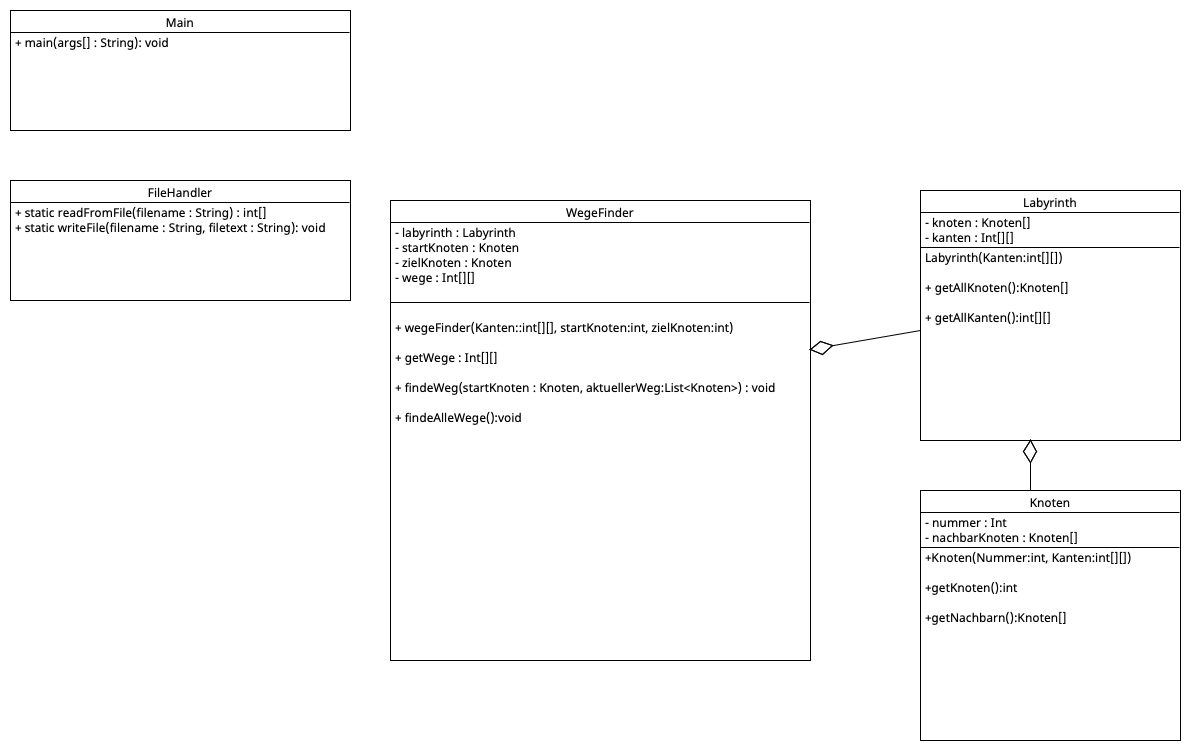 Main
+ main(args[] : String): void
FileHandler
+ static readFromFile(filename : String) : int[]
+ static writeFile(filename : String, filetext : String): void
WegeFinder
- labyrinth : Labyrinth
- startKnoten : Knoten
- zielKnoten : Knoten
- wege : Int[][]
+ wegeFinder(Kanten::int[][], startKnoten:int, zielKnoten:int)
+ getWege : Int[][]
+ findeWeg(startKnoten : Knoten, aktuellerWeg:List<Knoten>) : void
+ findeAlleWege():void
Labyrinth
- knoten : Knoten[]
- kanten : Int[][]
Labyrinth(Kanten:int[][])
+ getAllKnoten():Knoten[]
+ getAllKanten():int[][]
Knoten
- nummer : Int
- nachbarKnoten : Knoten[]
+Knoten(Nummer:int, Kanten:int[][])
+getKnoten():int
+getNachbarn():Knoten[]